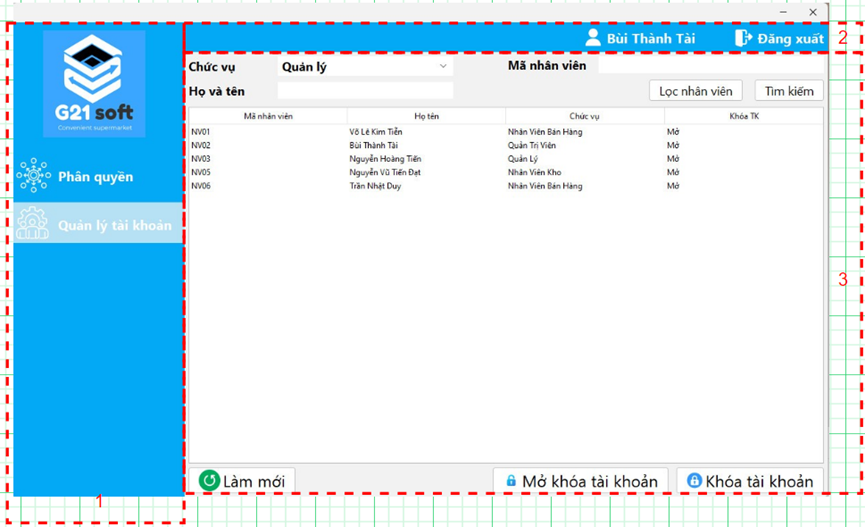 Bùi Thành Tài
Đăng xuất
2
G21 soft
Convenient supermarket
Phân quyền
Quản lý tài khoản
1
Chức vụ
Quản lý
Mã nhân viên
Họ và tên
Lọc nhân viên
Tìm kiếm
Mã nhân viên Họ tên Chức vụ Khóa TK
NV01 Võ Lê Kim Tiễn Nhân Viên Bán Hàng Mở
NV02 Bùi Thành Tài Quản Trị Viên Mở
NV03 Nguyễn Hoàng Tiến Quản Lý Mở
NV05 Nguyễn Vũ Tiến Đạt Nhân Viên Kho Mở
NV06 Trần Nhật Duy Nhân Viên Bán Hàng Mở
3
Làm mới
Mở khóa tài khoản
Khóa tài khoản